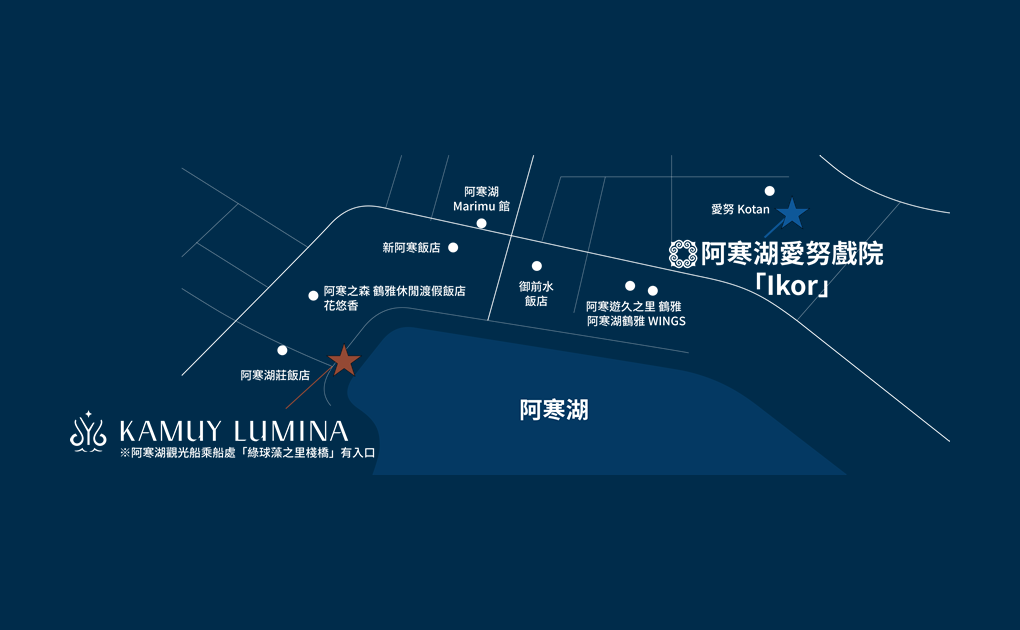 阿寒湖
Marimu 館
愛努 Kotan
新阿寒飯店
阿寒湖愛努戲院
「Ikor」
御前水
飯店
阿寒之森 鶴雅休閒渡假飯店
花悠香
阿寒遊久之里 鶴雅
阿寒湖鶴雅 WINGS
阿寒湖莊飯店
阿寒湖
KAMUY LUMINA
※阿寒湖觀光船乘船處「綠球藻之里棧橋」有入口